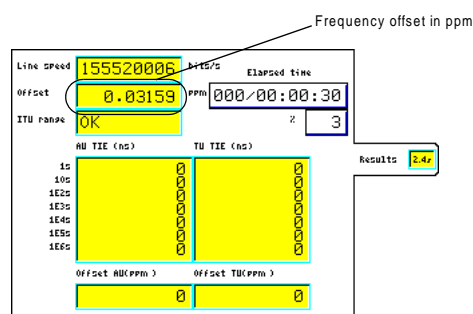 Frequency offset in ppm
Line speed 155520006 bits/s
Elapsed time
Offset 0.03159 ppm 000/00:00:30
ITU range OK % 3
AU TIE (ns) TU TIE (ns)
Results 2.4r
1s 0 0
10s 0 0
1E2s 0 0
1E3s 0 0
1E4s 0 0
1E5s 0 0
1E6s 0 0
Offset AU(ppm ) Offset TU(ppm )
0 0